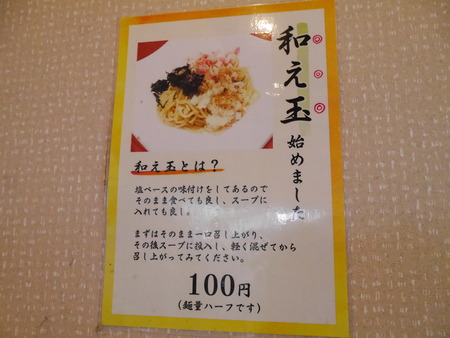 和え玉始めました
和え玉とは？
塩ベースの味付けをしてあるので
そのまま食べても良し、スープに
入れても良し。
まずはそのまま一口召し上がり、
その後スープに投入し、軽く混ぜてから
召し上がってみてください。
100円
(麺量ハーフです)